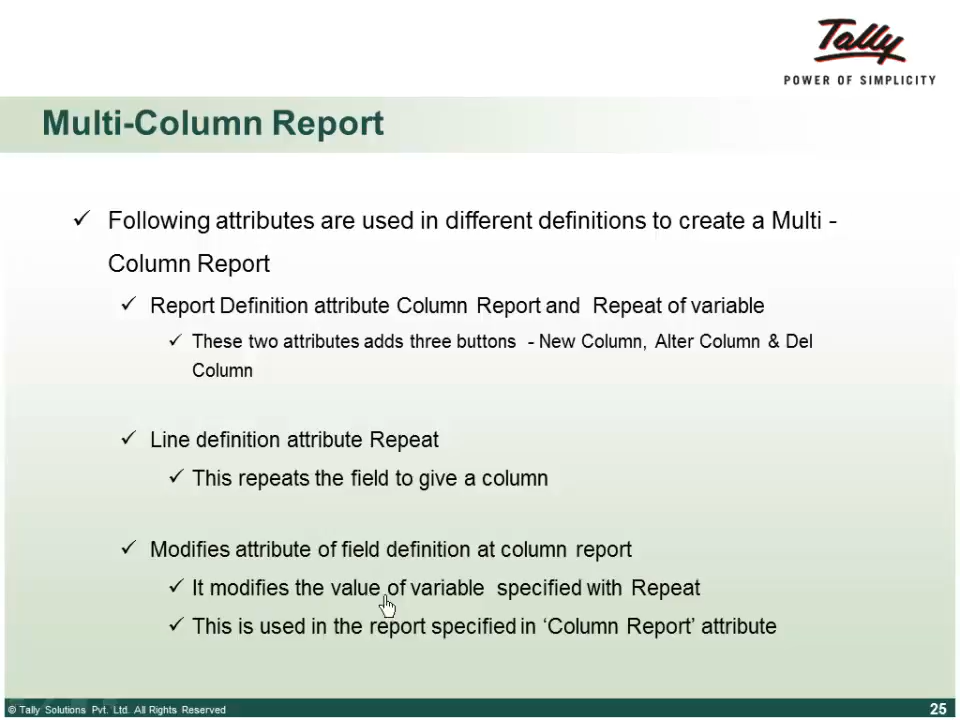 Tally
POWER OF SIMPLICITY
Multi-Column Report
✓ Following attributes are used in different definitions to create a Multi -
Column Report
✓ Report Definition attribute Column Report and Repeat of variable
✓ These two attributes adds three buttons - New Column, Alter Column & Del
Column
✓ Line definition attribute Repeat
✓ This repeats the field to give a column
✓ Modifies attribute of field definition at column report
✓ It modifies the value of variable specified with Repeat
✓ This is used in the report specified in ‘Column Report’ attribute
© Tally Solutions Pvt. Ltd. All Rights Reserved
25